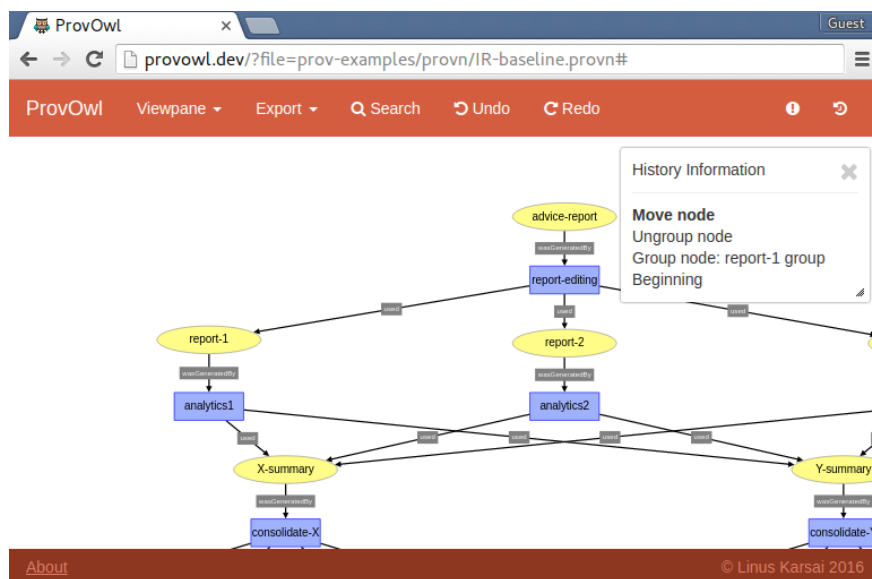 ProvOwl
Guest
provowl.dev/?file=prov-examples/provn/IR-baseline.provn#
ProvOwl Viewpane Export Search Undo Redo
History Information
Move node
Ungroup node
Group node: report-1 group
Beginning
advice-report
wasGeneratedBy
report-editing
used used used
report-1 report-2
wasGeneratedBy wasGeneratedBy
analytics1 analytics2
used used used used used
X-summary Y-summary
wasGeneratedBy wasGeneratedBy
consolidate-X consolidate-Y
About © Linus Karsai 2016